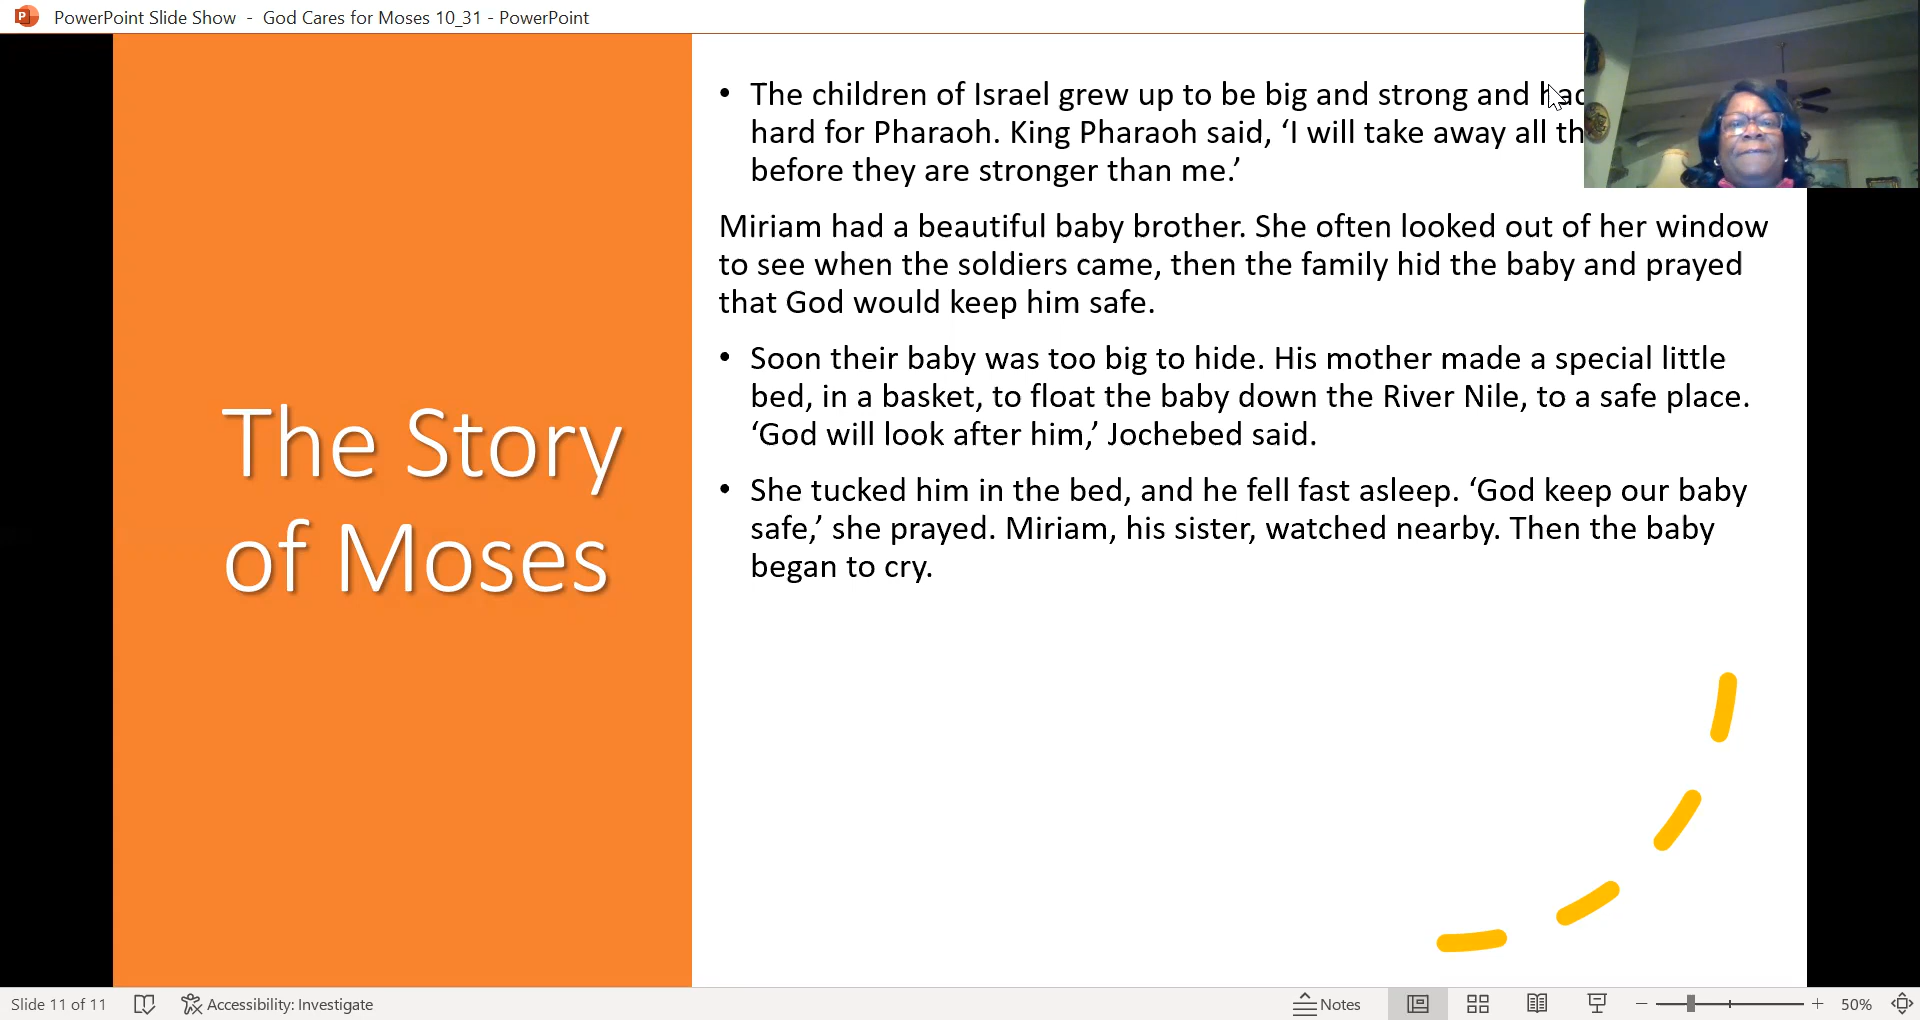 PowerPoint Slide Show - God Cares for Moses 10_31 - PowerPoint
The Story
of Moses
• The children of Israel grew up to be big and strong and
hard for Pharaoh. King Pharaoh said, ‘I will take away all
before they are stronger than me.’
Miriam had a beautiful baby brother. She often looked out of her window
to see when the soldiers came, then the family hid the baby and prayed
that God would keep him safe.
• Soon their baby was too big to hide. His mother made a special little
bed, in a basket, to float the baby down the River Nile, to a safe place.
‘God will look after him,’ Jochebed said.
• She tucked him in the bed, and he fell fast asleep. ‘God keep our baby
safe,’ she prayed. Miriam, his sister, watched nearby. Then the baby
began to cry.
Slide 11 of 11
Accessibility: Investigate
Notes
50%